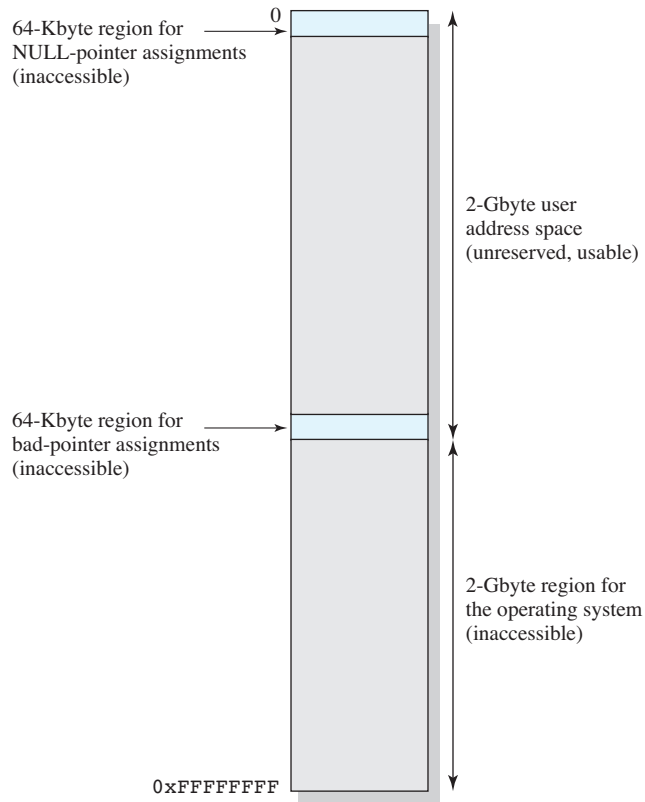 0
64-Kbyte region for
NULL-pointer assignments
(inaccessible)
2-Gbyte user
address space
(unreserved, usable)
64-Kbyte region for
bad-pointer assignments
(inaccessible)
2-Gbyte region for
the operating system
(inaccessible)
0xFFFFFFFF